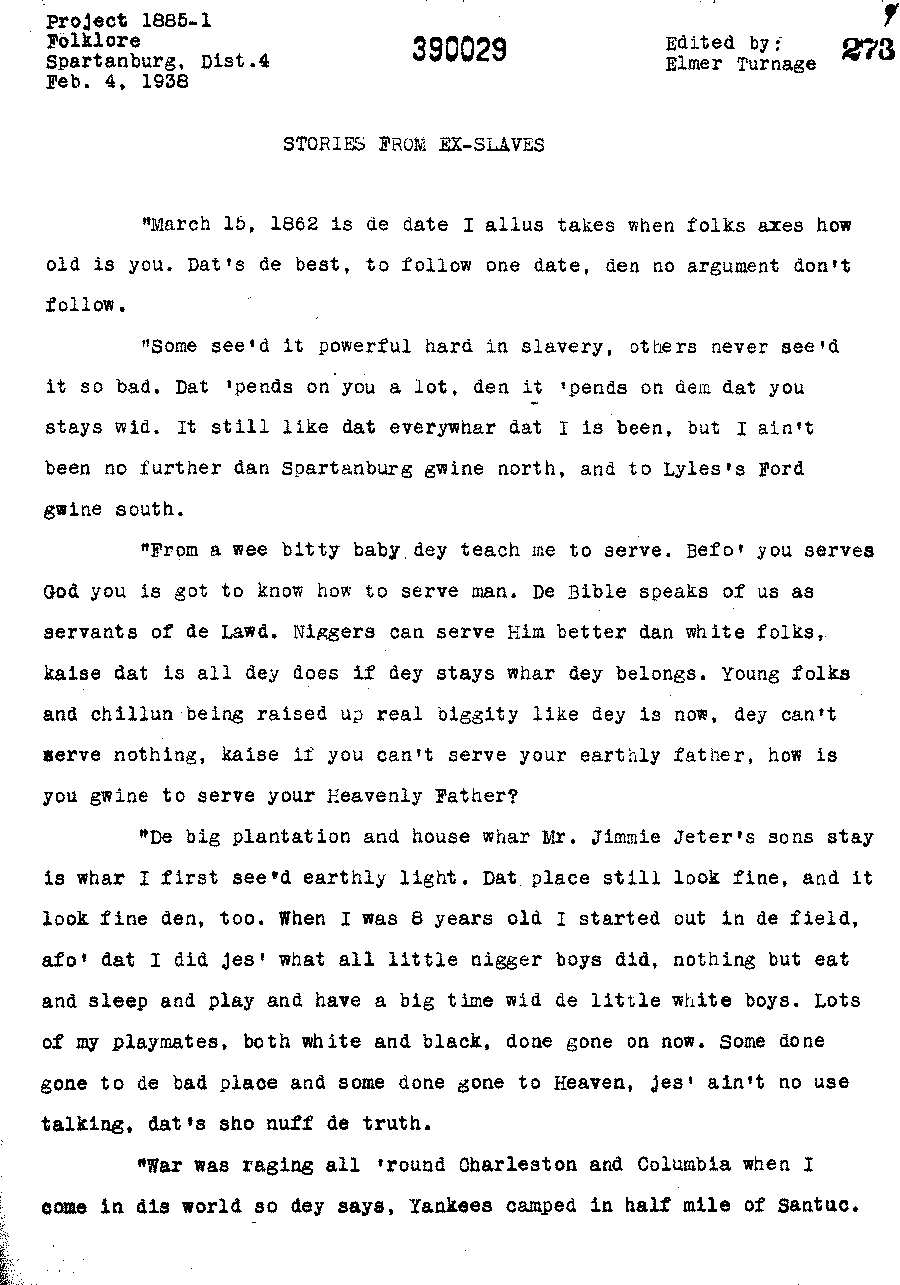 Project 1885-1
Folklore
Spartanburg, Dist.4
Feb. 4, 1938
390029
Edited by:
Elmer Turnage
273
STORIES FROM EX-SLAVES
"March 15, 1862 is de date I allus takes when folks axes how
old is you. Dat's de best, to follow one date, den no argument don't
follow.
"Some see'd it powerful hard in slavery, others never see'd
it so bad. Dat 'pends on you a lot, den it 'pends on dem dat you
stays wid. It still like dat everywhar dat I is been, but I ain't
been no further dan Spartanburg gwine north, and to Lyles's Ford
gwine south.
"From a wee bitty baby dey teach me to serve. Befo' you serves
God you is got to know how to serve man. De Bible speaks of us as
servants of de Lawd. Niggers can serve Him better dan white folks,
kaise dat is all dey does if dey stays whar dey belongs. Young folks
and chillun being raised up real biggity like dey is now, dey can't
serve nothing, kaise if you can't serve your earthly father, how is
you gwine to serve your Heavenly Father?
"De big plantation and house whar Mr. Jimmie Jeter's sons stay
is whar I first see'd earthly light. Dat place still look fine, and it
look fine den, too. When I was 8 years old I started out in de field,
afo' dat I did jes' what all little nigger boys did, nothing but eat
and sleep and play and have a big time wid de little white boys. Lots
of my playmates, both white and black, done gone on now. Some done
gone to de bad place and some done gone to Heaven, jes' ain't no use
talking, dat's sho nuff de truth.
"War was raging all 'round Charleston and Columbia when I
come in dis world so dey says, Yankees camped in half mile of Santuc.